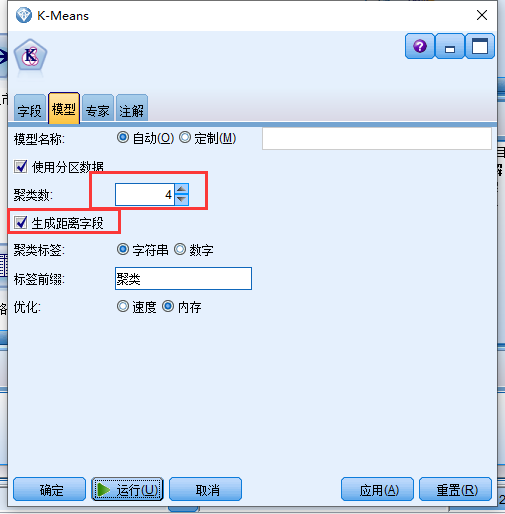 K-Means
字段 模型 专家 注解
模型名称: 自动(O) 定制(M)
使用分区数据
聚类数: 4
生成距离字段
聚类标签: 字符串 数字
标签前缀: 聚类
优化: 速度 内存
确定 运行(U) 取消 应用(A) 重置(R)